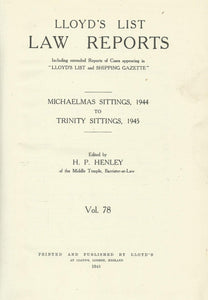 LLOYD'S LIST
LAW REPORTS
Including extended Reports of Cases appearing in
"LLOYD'S LIST and SHIPPING GAZETTE"
MICHAELMAS SITTINGS, 1944
TO
TRINITY SITTINGS, 1945
Edited by
H. P. HENLEY
of the Middle Temple, Barrister-at-Law
Vol. 78
PRINTED AND PUBLISHED BY LLOYD'S
LONDON, ENGLAND